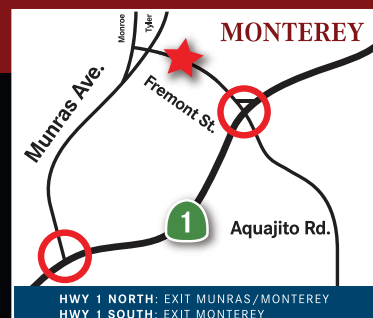 Monroe
Tyler
MONTEREY
Fremont St.
Munras Ave.
1
Aquajito Rd.
HWY 1 NORTH: EXIT MUNRAS/MONTEREY
HWY 1 SOUTH: EXIT MONTEREY